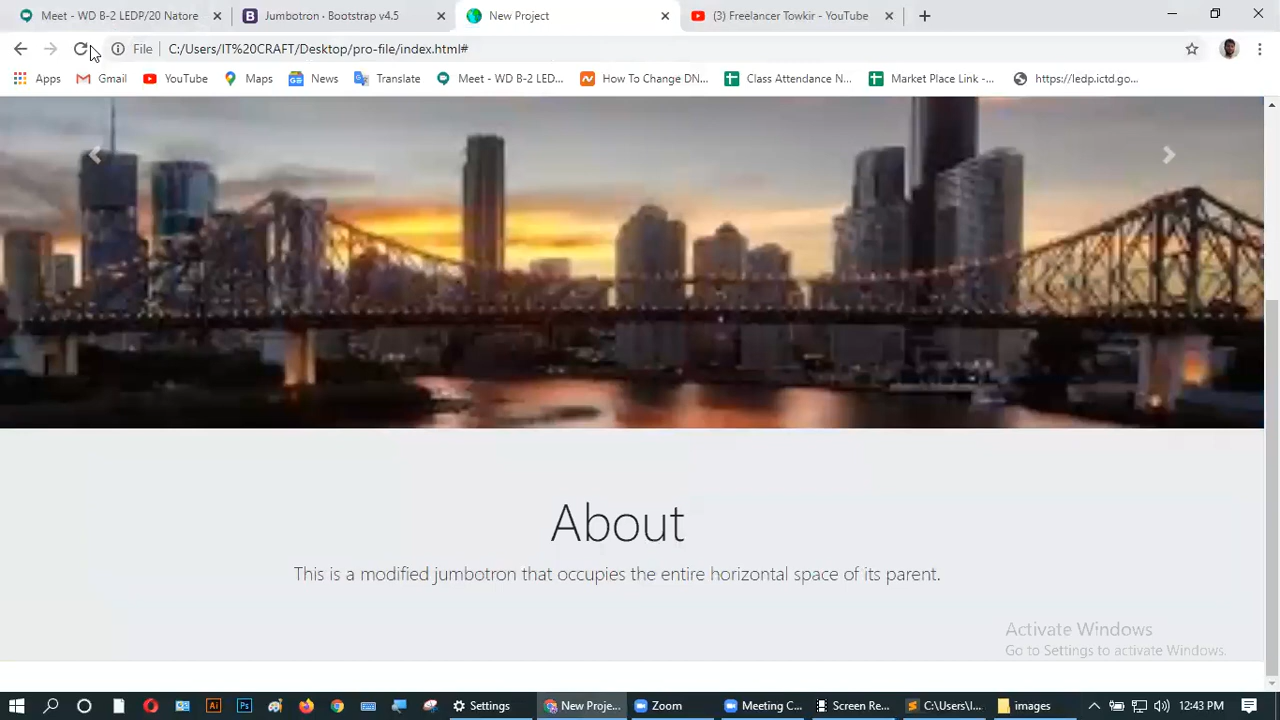 Meet - WD B-2 LEDP/20 Natore
Jumbotron · Bootstrap v4.5
New Project
(3) Freelancer Towkir - YouTube
File
C:/Users/IT%20CRAFT/Desktop/pro-file/index.html#
Apps
Gmail
YouTube
Maps
News
Translate
Meet - WD B-2 LED...
How To Change DN...
Class Attendance N...
Market Place Link -...
https://ledp.ictd.go...
About
This is a modified jumbotron that occupies the entire horizontal space of its parent.
Activate Windows
Go to Settings to activate Windows.
Settings
New Proje...
Zoom
Meeting C...
Screen Re...
C:\Users\I...
images
12:43 PM